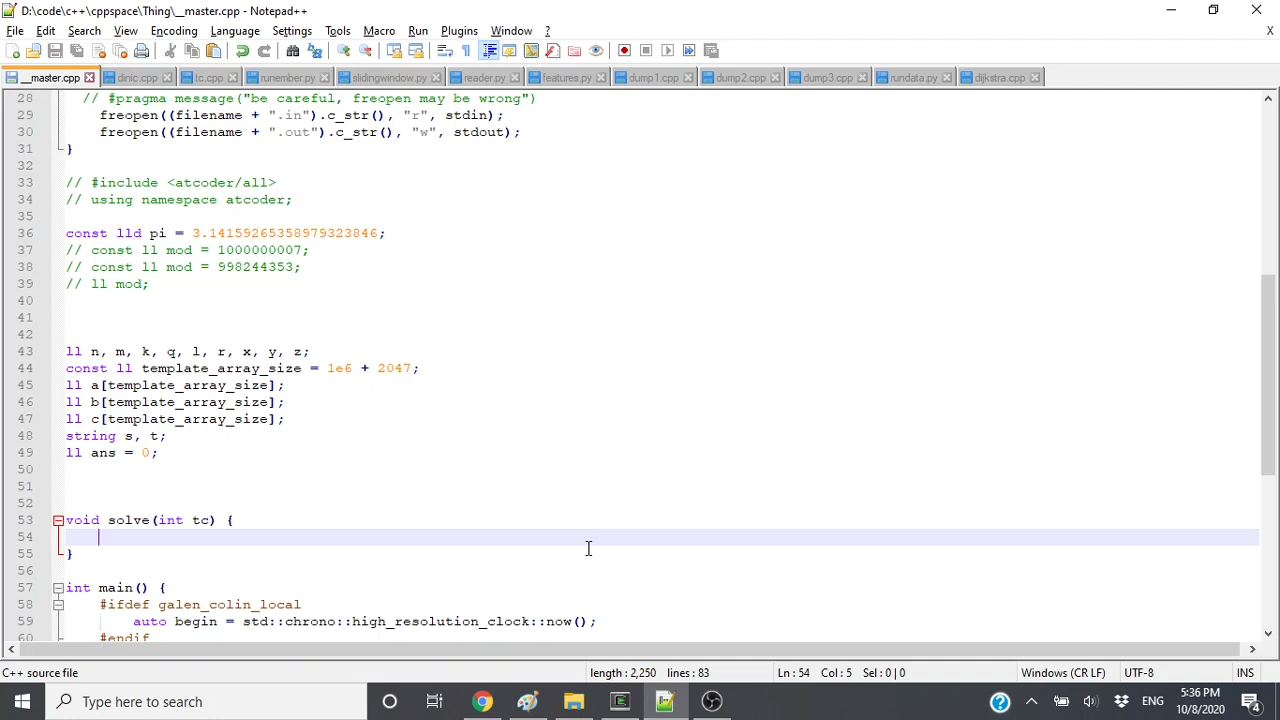 D:\code\c++\cppspace\Thing\__master.cpp - Notepad++
File Edit Search View Encoding Language Settings Tools Macro Run Plugins Window ? X
__master.cpp dinic.cpp tc.cpp runember.py slidingwindow.py reader.py features.py dump1.cpp dump2.cpp dump3.cpp rundata.py dijkstra.cpp
28 // #pragma message("be careful, freopen may be wrong")
29 freopen((filename + ".in").c_str(), "r", stdin);
30 freopen((filename + ".out").c_str(), "w", stdout);
31 }
32
33 // #include <atcoder/all>
34 // using namespace atcoder;
35
36 const lld pi = 3.14159265358979323846;
37 // const ll mod = 1000000007;
38 // const ll mod = 998244353;
39 // ll mod;
40
41
42
43 ll n, m, k, q, l, r, x, y, z;
44 const ll template_array_size = 1e6 + 2047;
45 ll a[template_array_size];
46 ll b[template_array_size];
47 ll c[template_array_size];
48 string s, t;
49 ll ans = 0;
50
51
52
53 void solve(int tc) {
54
55 }
56
57 int main() {
58 #ifdef galen_colin_local
59 auto begin = std::chrono::high_resolution_clock::now();
60 #endif
C++ source file length : 2,250 lines : 83 Ln : 54 Col : 5 Sel : 0 | 0 Windows (CR LF) UTF-8 INS
Type here to search ENG 5:36 PM
10/8/2020 4